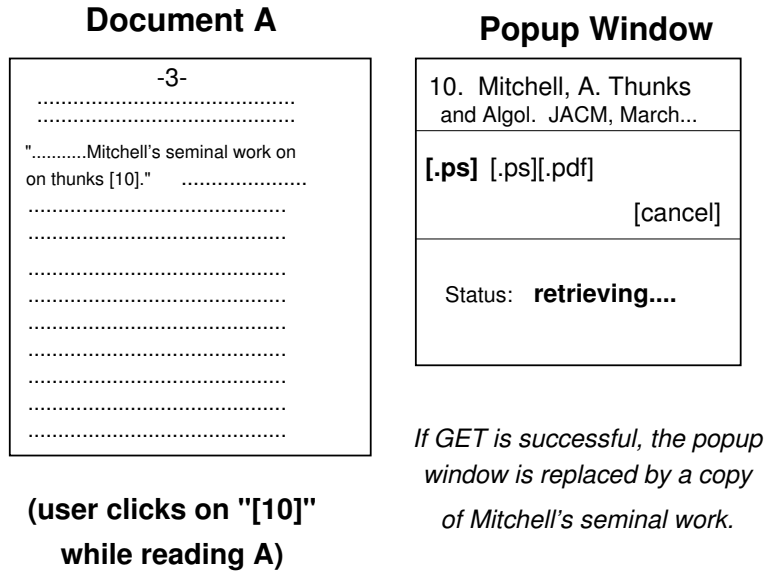 Document A
-3-
...........................................
...........................................
"...........Mitchell's seminal work on
on thunks [10]." .....................
...........................................
...........................................
...........................................
...........................................
...........................................
...........................................
...........................................
...........................................
...........................................
(user clicks on "[10]"
while reading A)
Popup Window
10. Mitchell, A. Thunks
and Algol. JACM, March...
[.ps] [.ps][.pdf]
[cancel]
Status: retrieving....
If GET is successful, the popup
window is replaced by a copy
of Mitchell's seminal work.